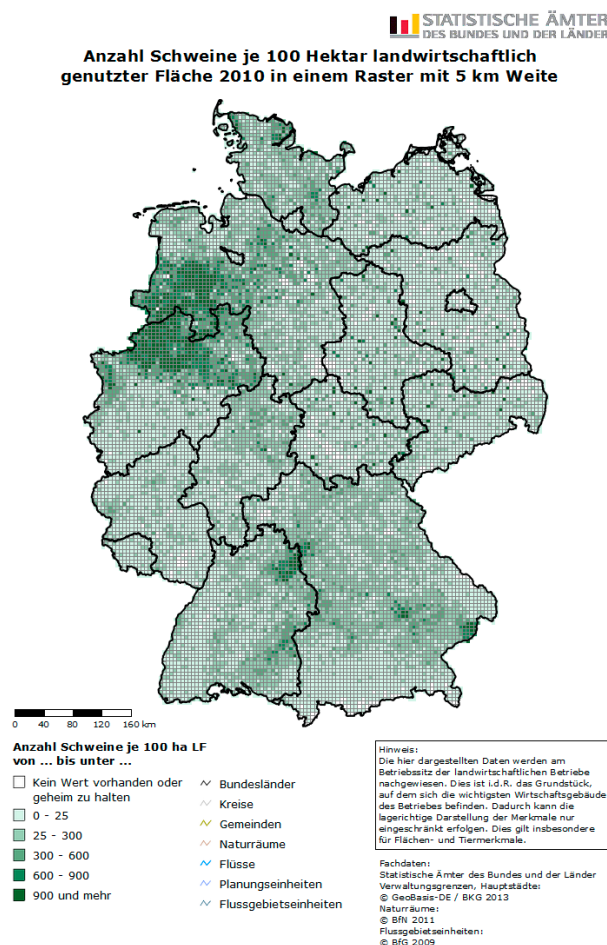 STATISTISCHE ÄMTER
DES BUNDES UND DER LÄNDER
Anzahl Schweine je 100 Hektar landwirtschaftlich
genutzter Fläche 2010 in einem Raster mit 5 km Weite
0 40 80 120 160 km
Anzahl Schweine je 100 ha LF
von ... bis unter ...
Kein Wert vorhanden oder
geheim zu halten
0 - 25
25 - 300
300 - 600
600 - 900
900 und mehr
Bundesländer
Kreise
Gemeinden
Naturräume
Flüsse
Planungseinheiten
Flussgebietseinheiten
Hinweis:
Die hier dargestellten Daten werden am
Betriebssitz der landwirtschaftlichen Betriebe
nachgewiesen. Dies ist i.d.R. das Grundstück,
auf dem sich die wichtigsten Wirtschaftsgebäude
des Betriebes befinden. Dadurch kann die
lagerichtige Darstellung der Merkmale nur
eingeschränkt erfolgen. Dies gilt insbesondere
für Flächen- und Tiermerkmale.
Fachdaten:
Statistische Ämter des Bundes und der Länder
Verwaltungsgrenzen, Hauptstädte:
© GeoBasis-DE / BKG 2013
Naturräume:
© BfN 2011
Flussgebietseinheiten:
© BfG 2009